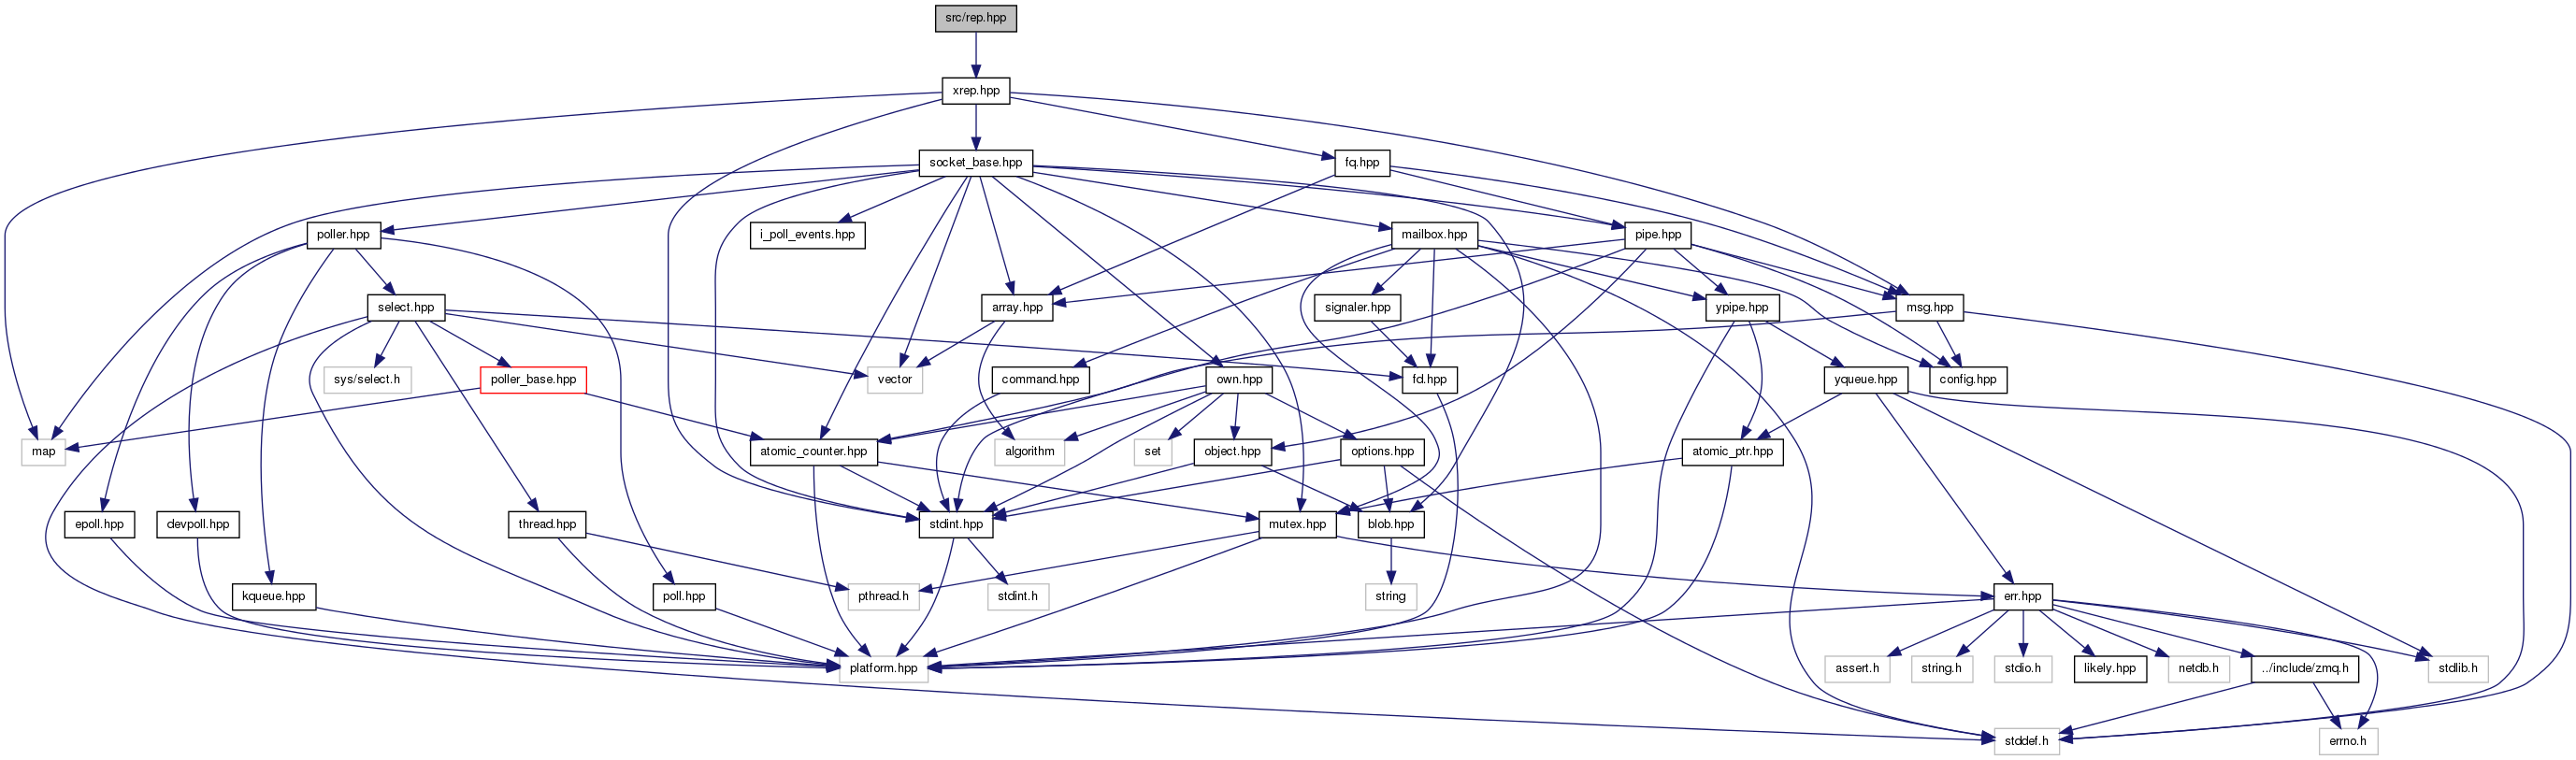 src/rep.hpp
xrep.hpp
socket_base.hpp
fq.hpp
poller.hpp
i_poll_events.hpp
mailbox.hpp
pipe.hpp
select.hpp
array.hpp
signaler.hpp
ypipe.hpp
msg.hpp
sys/select.h
poller_base.hpp
vector
command.hpp
own.hpp
fd.hpp
yqueue.hpp
config.hpp
map
atomic_counter.hpp
algorithm
set
object.hpp
options.hpp
atomic_ptr.hpp
epoll.hpp
devpoll.hpp
thread.hpp
stdint.hpp
mutex.hpp
blob.hpp
kqueue.hpp
poll.hpp
pthread.h
stdint.h
string
err.hpp
platform.hpp
assert.h
string.h
stdio.h
likely.hpp
netdb.h
../include/zmq.h
stdlib.h
stddef.h
errno.h